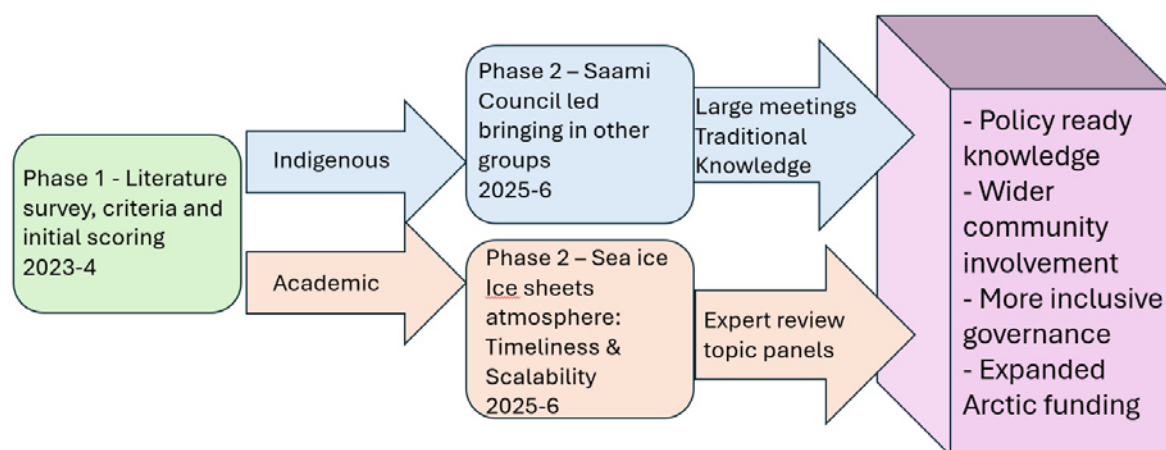 Phase 1 - Literature
survey, criteria and
initial scoring
2023-4
Indigenous
Academic
Phase 2 – Saami
Council led
bringing in other
groups
2025-6
Phase 2 – Sea ice
Ice sheets
atmosphere:
Timeliness &
Scalability
2025-6
Large meetings
Traditional
Knowledge
Expert review
topic panels
- Policy ready
knowledge
- Wider
community
involvement
- More inclusive
governance
- Expanded
Arctic funding